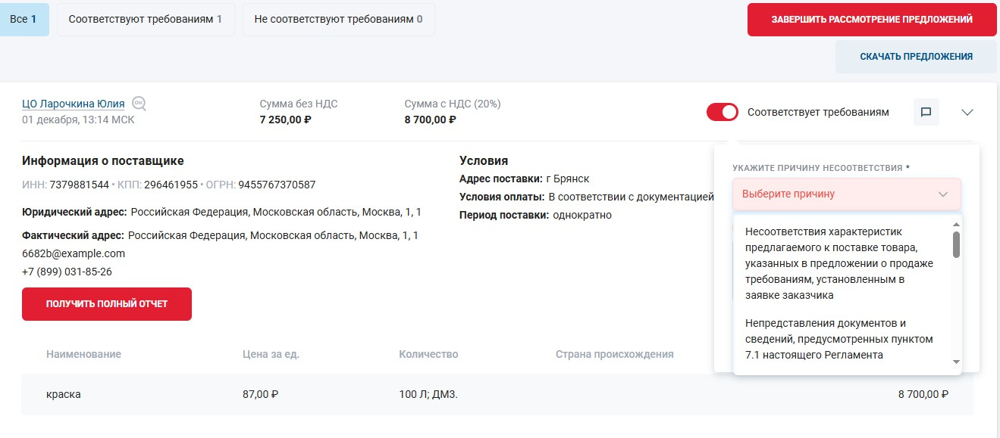 Все 1
Соответствуют требованиям 1
Не соответствуют требованиям 0
ЗАВЕРШИТЬ РАССМОТРЕНИЕ ПРЕДЛОЖЕНИЙ
СКАЧАТЬ ПРЕДЛОЖЕНИЯ
ЦО Ларочкина Юлия
ОК
01 декабря, 13:14 МСК
Сумма без НДС
7 250,00 ₽
Сумма с НДС (20%)
8 700,00 ₽
Соответствует требованиям
Информация о поставщике
ИНН: 7379881544 • КПП: 296461955 • ОГРН: 9455767370587
Юридический адрес: Российская Федерация, Московская область, Москва, 1, 1
Фактический адрес: Российская Федерация, Московская область, Москва, 1, 1
6682b@example.com
+7 (899) 031-85-26
ПОЛУЧИТЬ ПОЛНЫЙ ОТЧЕТ
Условия
Адрес поставки: г Брянск
Условия оплаты: В соответствии с документацией
Период поставки: однократно
УКАЖИТЕ ПРИЧИНУ НЕСООТВЕТСТВИЯ *
Выберите причину
Несоответствия характеристик
предлагаемого к поставке товара,
указанных в предложении о продаже
требованиям, установленным в
заявке заказчика
Непредставления документов и
сведений, предусмотренных пунктом
7.1 настоящего Регламента
Наименование
Цена за ед.
Количество
Страна происхождения
краска
87,00 ₽
100 Л; ДМ3.
8 700,00 ₽